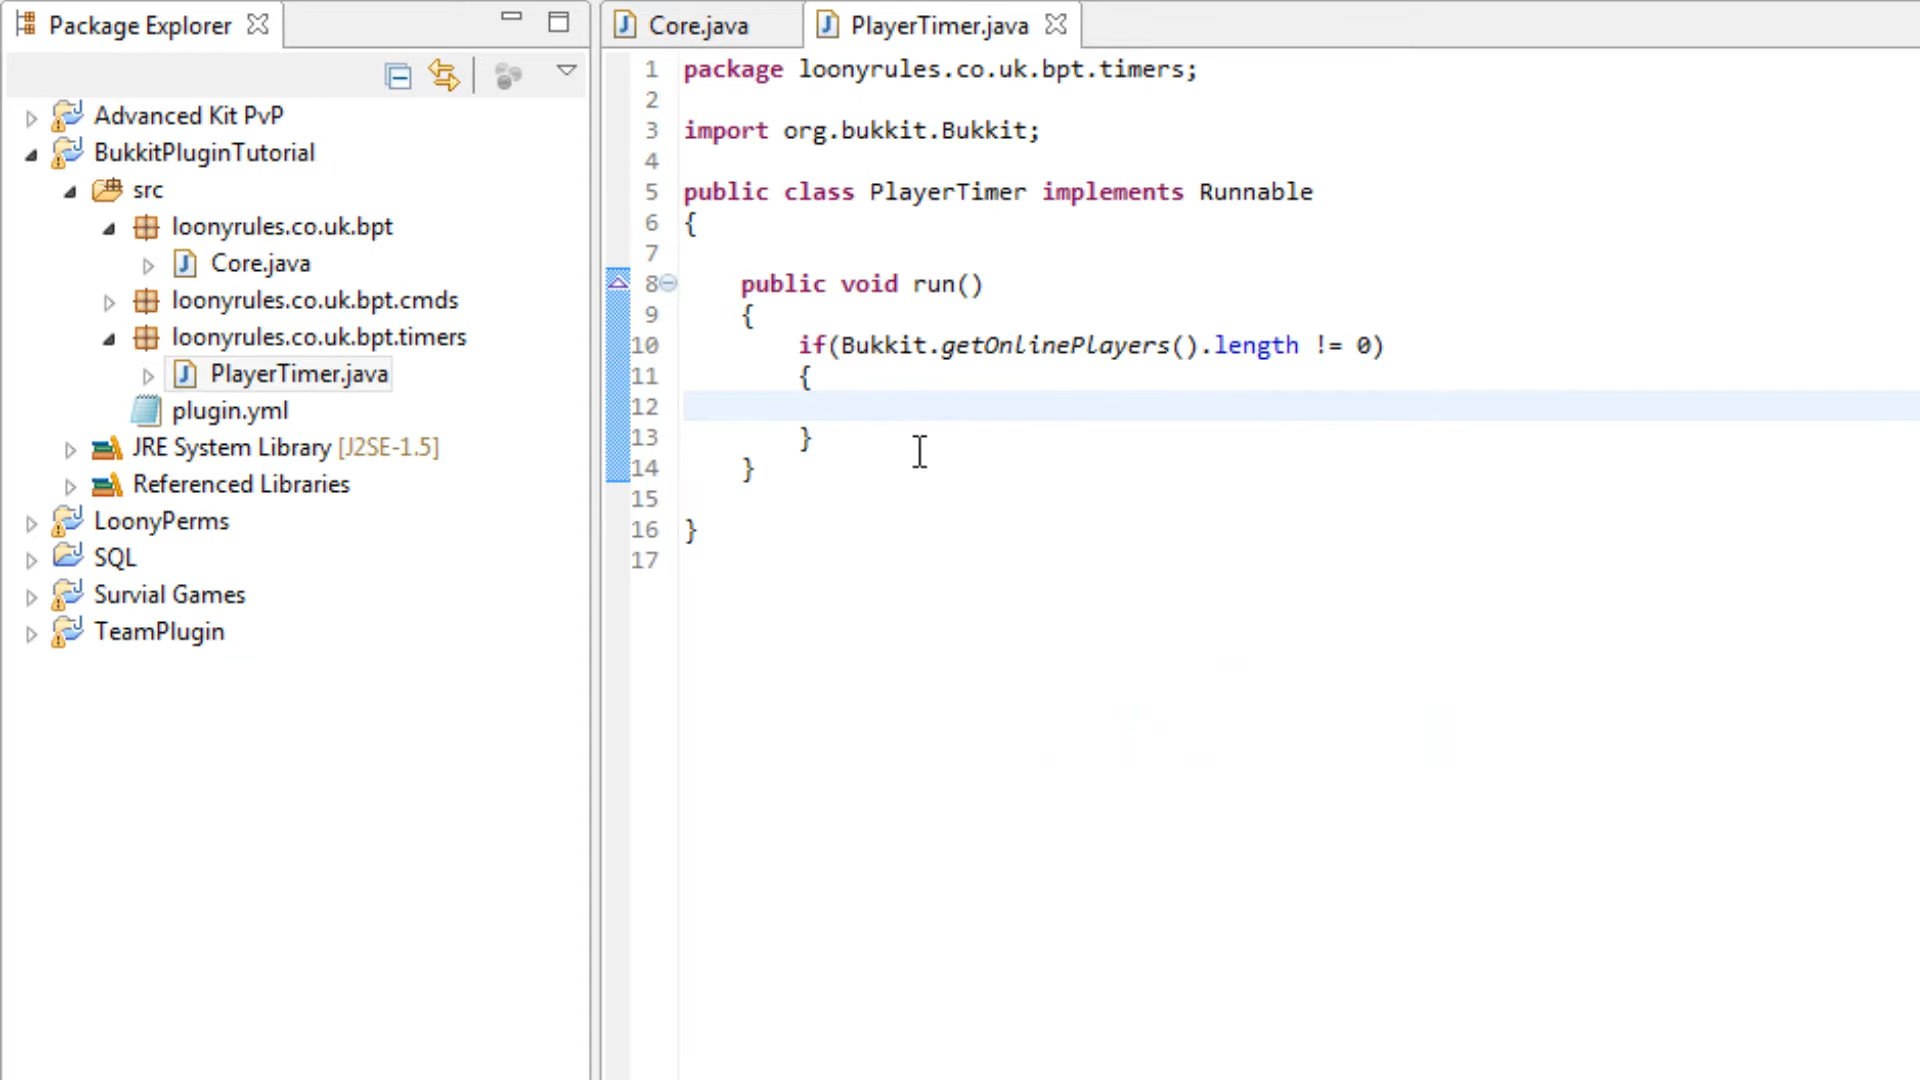 Package Explorer
Advanced Kit PvP
BukkitPluginTutorial
src
loonyrules.co.uk.bpt
Core.java
loonyrules.co.uk.bpt.cmds
loonyrules.co.uk.bpt.timers
PlayerTimer.java
plugin.yml
JRE System Library [J2SE-1.5]
Referenced Libraries
LoonyPerms
SQL
Survial Games
TeamPlugin
Core.java PlayerTimer.java
1 package loonyrules.co.uk.bpt.timers;
2
3 import org.bukkit.Bukkit;
4
5 public class PlayerTimer implements Runnable
6 {
7
8 public void run()
9 {
10 if(Bukkit.getOnlinePlayers().length != 0)
11 {
12
13 }
14 }
15
16 }
17